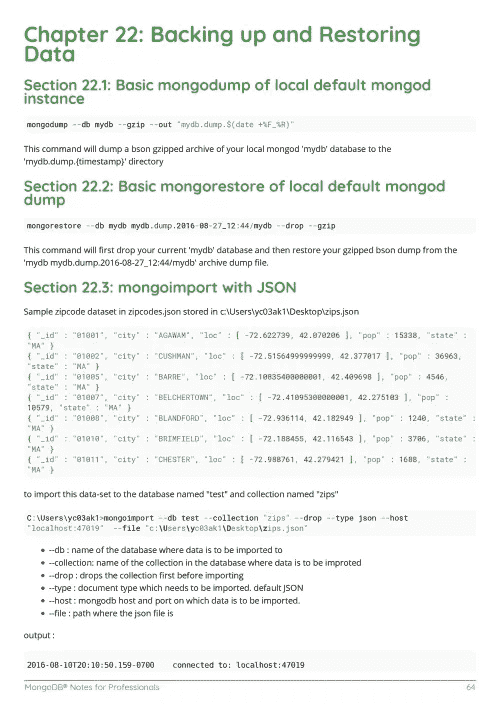 Chapter 22: Backing up and Restoring
Data
Section 22.1: Basic mongodump of local default mongod
instance
mongodump --db mydb --gzip --out "mydb.dump.$(date +%F_%R)"
This command will dump a bson gzipped archive of your local mongod 'mydb' database to the
'mydb.dump.{timestamp}' directory
Section 22.2: Basic mongorestore of local default mongod
dump
mongorestore --db mydb mydb.dump.2016-08-27_12:44/mydb --drop --gzip
This command will first drop your current 'mydb' database and then restore your gzipped bson dump from the
'mydb mydb.dump.2016-08-27_12:44/mydb' archive dump file.
Section 22.3: mongoimport with JSON
Sample zipcode dataset in zipcodes.json stored in c:\Users\yc03ak1\Desktop\zips.json
{ "_id" : "01001", "city" : "AGAWAM", "loc" : [ -72.622739, 42.070206 ], "pop" : 15338, "state" :
"MA" }
{ "_id" : "01002", "city" : "CUSHMAN", "loc" : [ -72.51564999999999, 42.377017 ], "pop" : 36963,
"state" : "MA" }
{ "_id" : "01005", "city" : "BARRE", "loc" : [ -72.10835400000001, 42.409698 ], "pop" : 4546,
"state" : "MA" }
{ "_id" : "01007", "city" : "BELCHERTOWN", "loc" : [ -72.41095300000001, 42.275103 ], "pop" :
10579, "state" : "MA" }
{ "_id" : "01008", "city" : "BLANDFORD", "loc" : [ -72.936114, 42.182949 ], "pop" : 1240, "state" :
"MA" }
{ "_id" : "01010", "city" : "BRIMFIELD", "loc" : [ -72.188455, 42.116543 ], "pop" : 3706, "state" :
"MA" }
{ "_id" : "01011", "city" : "CHESTER", "loc" : [ -72.988761, 42.279421 ], "pop" : 1688, "state" :
"MA" }
to import this data-set to the database named "test" and collection named "zips"
C:\Users\yc03ak1>mongoimport --db test --collection "zips" --drop --type json --host
"localhost:47019" --file "c:\Users\yc03ak1\Desktop\zips.json"
--db : name of the database where data is to be imported to
--collection: name of the collection in the database where data is to be improted
--drop : drops the collection first before importing
--type : document type which needs to be imported. default JSON
--host : mongodb host and port on which data is to be imported.
--file : path where the json file is
output :
2016-08-10T20:10:50.159-0700 connected to: localhost:47019
MongoDB® Notes for Professionals
64